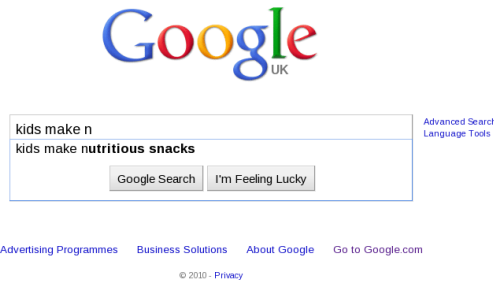 Google
UK
kids make n
Advanced Search
kids make nutritious snacks
Language Tools
Google Search I'm Feeling Lucky
Advertising Programmes Business Solutions About Google Go to Google.com
© 2010 - Privacy